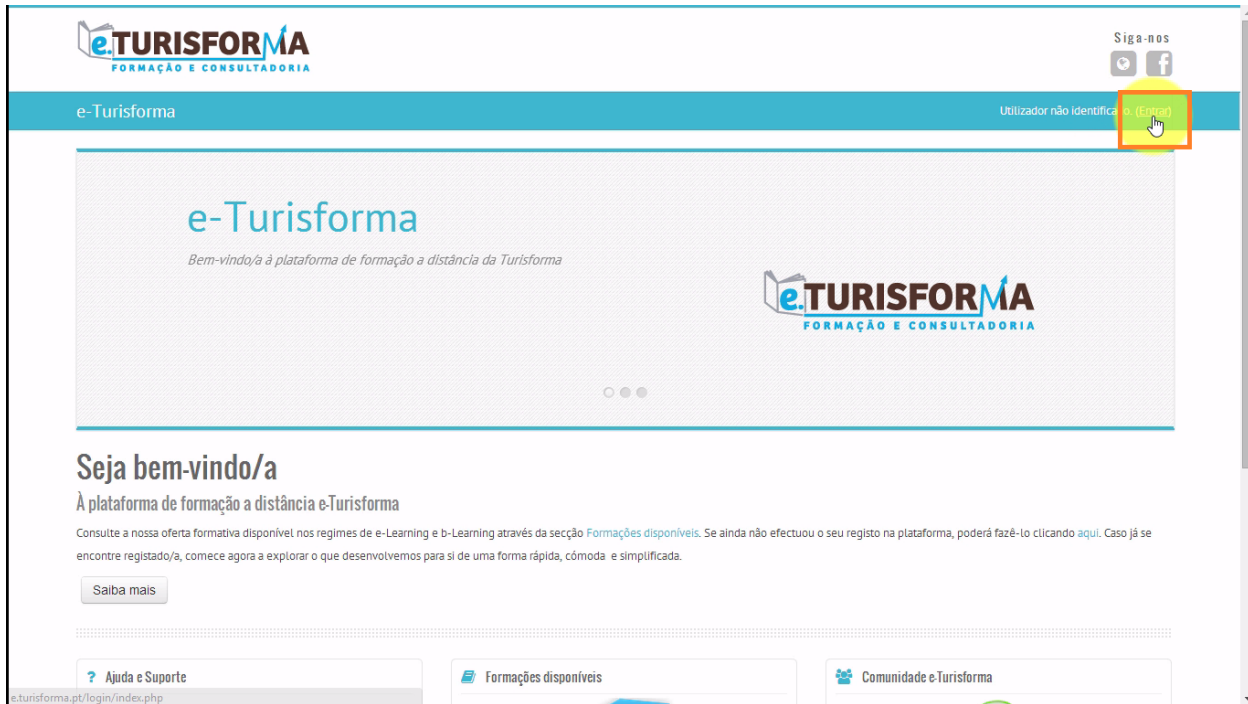 e.TURISFORMA
FORMAÇÃO E CONSULTADORIA
Siga-nos
e-Turisforma
Utilizador não identificado. (Entrar)
e-Turisforma
Bem-vindo/a à plataforma de formação a distância da Turisforma
e.TURISFORMA
FORMAÇÃO E CONSULTADORIA
Seja bem-vindo/a
À plataforma de formação a distância e-Turisforma
Consulte a nossa oferta formativa disponível nos regimes de e-Learning e b-Learning através da secção Formações disponíveis. Se ainda não efectuou o seu registo na plataforma, poderá fazê-lo clicando aqui. Caso já se
encontre registado/a, comece agora a explorar o que desenvolvemos para si de uma forma rápida, cómoda e simplificada.
Saiba mais
? Ajuda e Suporte
Formações disponíveis
Comunidade e-Turisforma
e.turisforma.pt/login/index.php